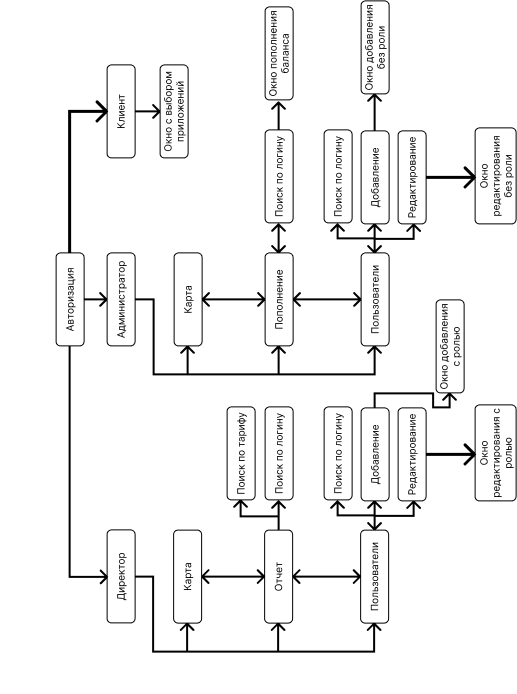 Авторизация
Директор
Администратор
Клиент
Карта
Карта
Окно с выбором
приложений
Поиск по тарифу
Отчет
Поиск по логину
Пополнение
Поиск по логину
Окно пополнения
баланса
Поиск по логину
Поиск по логину
Пользователи
Добавление
Пользователи
Добавление
Окно добавления
без роли
Редактирование
Редактирование
Окно добавления
с ролью
Окно
редактирования с
ролью
Окно
редактирования
без роли